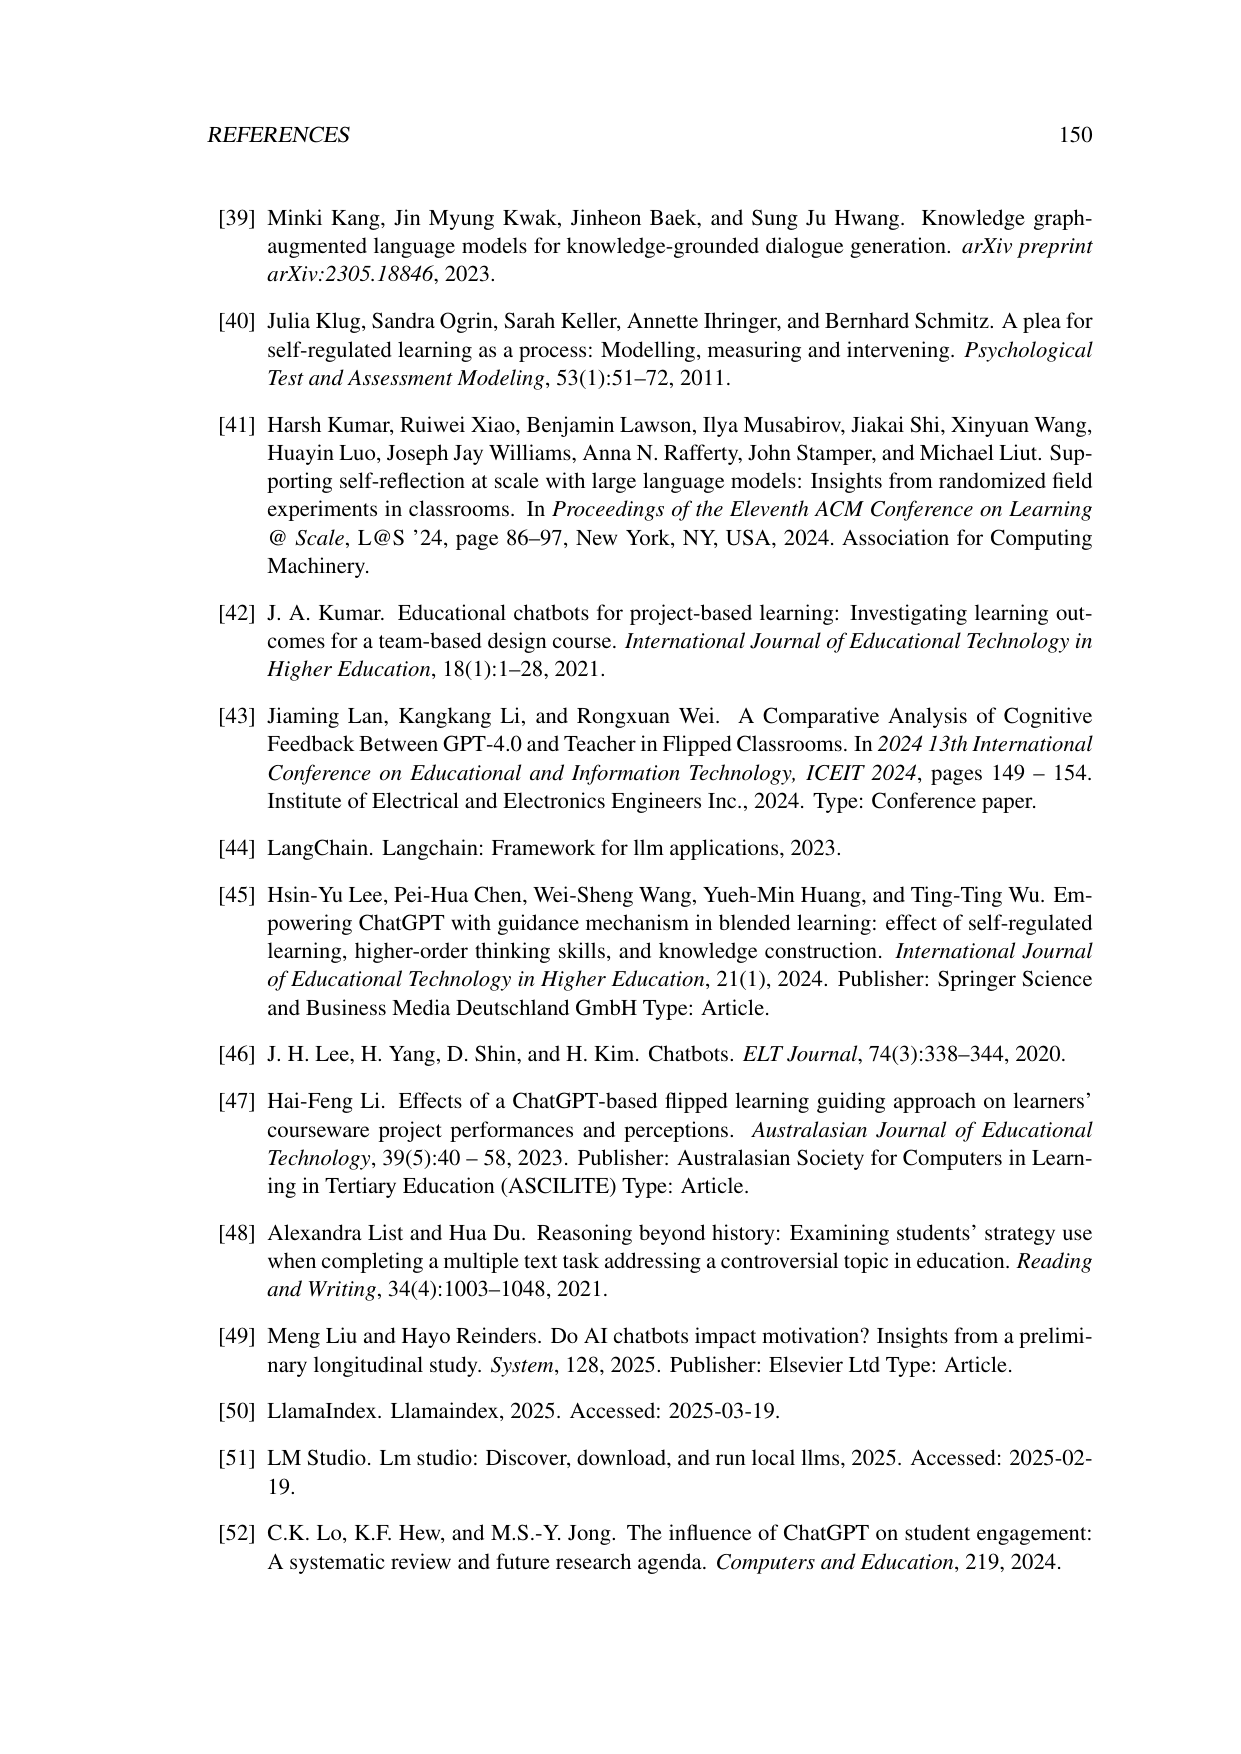 REFERENCES 150
[39] Minki Kang, Jin Myung Kwak, Jinheon Baek, and Sung Ju Hwang. Knowledge graph-
augmented language models for knowledge-grounded dialogue generation. arXiv preprint
arXiv:2305.18846, 2023.
[40] Julia Klug, Sandra Ogrin, Sarah Keller, Annette Ihringer, and Bernhard Schmitz. A plea for
self-regulated learning as a process: Modelling, measuring and intervening. Psychological
Test and Assessment Modeling, 53(1):51–72, 2011.
[41] Harsh Kumar, Ruiwei Xiao, Benjamin Lawson, Ilya Musabirov, Jiakai Shi, Xinyuan Wang,
Huayin Luo, Joseph Jay Williams, Anna N. Rafferty, John Stamper, and Michael Liut. Sup-
porting self-reflection at scale with large language models: Insights from randomized field
experiments in classrooms. In Proceedings of the Eleventh ACM Conference on Learning
@ Scale, L@S ’24, page 86–97, New York, NY, USA, 2024. Association for Computing
Machinery.
[42] J. A. Kumar. Educational chatbots for project-based learning: Investigating learning out-
comes for a team-based design course. International Journal of Educational Technology in
Higher Education, 18(1):1–28, 2021.
[43] Jiaming Lan, Kangkang Li, and Rongxuan Wei. A Comparative Analysis of Cognitive
Feedback Between GPT-4.0 and Teacher in Flipped Classrooms. In 2024 13th International
Conference on Educational and Information Technology, ICEIT 2024, pages 149 – 154.
Institute of Electrical and Electronics Engineers Inc., 2024. Type: Conference paper.
[44] LangChain. Langchain: Framework for llm applications, 2023.
[45] Hsin-Yu Lee, Pei-Hua Chen, Wei-Sheng Wang, Yueh-Min Huang, and Ting-Ting Wu. Em-
powering ChatGPT with guidance mechanism in blended learning: effect of self-regulated
learning, higher-order thinking skills, and knowledge construction. International Journal
of Educational Technology in Higher Education, 21(1), 2024. Publisher: Springer Science
and Business Media Deutschland GmbH Type: Article.
[46] J. H. Lee, H. Yang, D. Shin, and H. Kim. Chatbots. ELT Journal, 74(3):338–344, 2020.
[47] Hai-Feng Li. Effects of a ChatGPT-based flipped learning guiding approach on learners’
courseware project performances and perceptions. Australasian Journal of Educational
Technology, 39(5):40 – 58, 2023. Publisher: Australasian Society for Computers in Learn-
ing in Tertiary Education (ASCILITE) Type: Article.
[48] Alexandra List and Hua Du. Reasoning beyond history: Examining students’ strategy use
when completing a multiple text task addressing a controversial topic in education. Reading
and Writing, 34(4):1003–1048, 2021.
[49] Meng Liu and Hayo Reinders. Do AI chatbots impact motivation? Insights from a prelimi-
nary longitudinal study. System, 128, 2025. Publisher: Elsevier Ltd Type: Article.
[50] LlamaIndex. Llamaindex, 2025. Accessed: 2025-03-19.
[51] LM Studio. Lm studio: Discover, download, and run local llms, 2025. Accessed: 2025-02-
19.
[52] C.K. Lo, K.F. Hew, and M.S.-Y. Jong. The influence of ChatGPT on student engagement:
A systematic review and future research agenda. Computers and Education, 219, 2024.